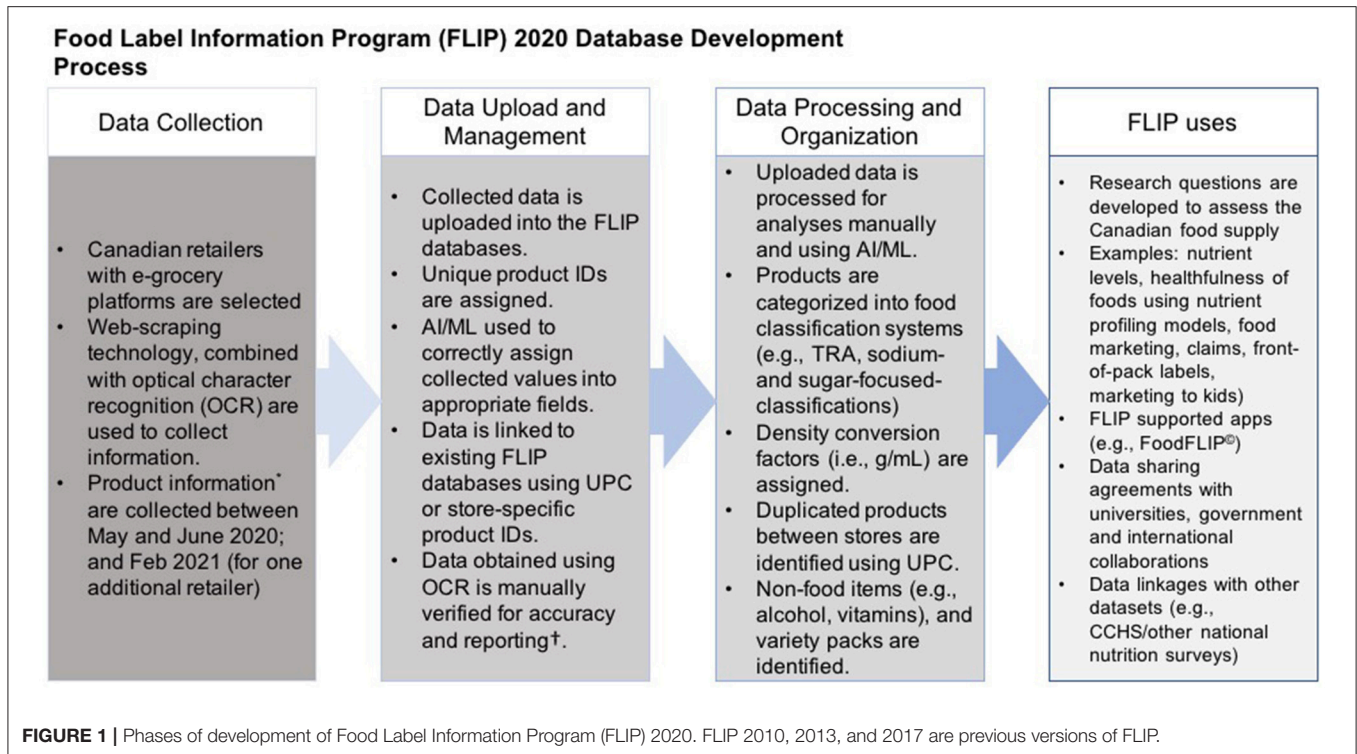 Food Label Information Program (FLIP) 2020 Database Development
Process
Data Collection
• Canadian retailers
with e-grocery
platforms are selected
• Web-scraping
technology, combined
with optical character
recognition (OCR) are
used to collect
information.
• Product information*
are collected between
May and June 2020;
and Feb 2021 (for one
additional retailer)
Data Upload and
Management
• Collected data is
uploaded into the FLIP
databases.
• Unique product IDs
are assigned.
• AI/ML used to
correctly assign
collected values into
appropriate fields.
• Data is linked to
existing FLIP
databases using UPC
or store-specific
product IDs.
• Data obtained using
OCR is manually
verified for accuracy
and reporting†.
Data Processing and
Organization
• Uploaded data is
processed for
analyses manually
and using AI/ML.
• Products are
categorized into food
classification systems
(e.g., TRA, sodium-
and sugar-focused-
classifications)
• Density conversion
factors (i.e., g/mL) are
assigned.
• Duplicated products
between stores are
identified using UPC.
• Non-food items (e.g.,
alcohol, vitamins), and
variety packs are
identified.
FLIP uses
• Research questions are
developed to assess the
Canadian food supply
• Examples: nutrient
levels, healthfulness of
foods using nutrient
profiling models, food
marketing, claims, front-
of-pack labels,
marketing to kids)
• FLIP supported apps
(e.g., FoodFLIP©)
• Data sharing
agreements with
universities, government
and international
collaborations
• Data linkages with other
datasets (e.g.,
CCHS/other national
nutrition surveys)
FIGURE 1 | Phases of development of Food Label Information Program (FLIP) 2020. FLIP 2010, 2013, and 2017 are previous versions of FLIP.